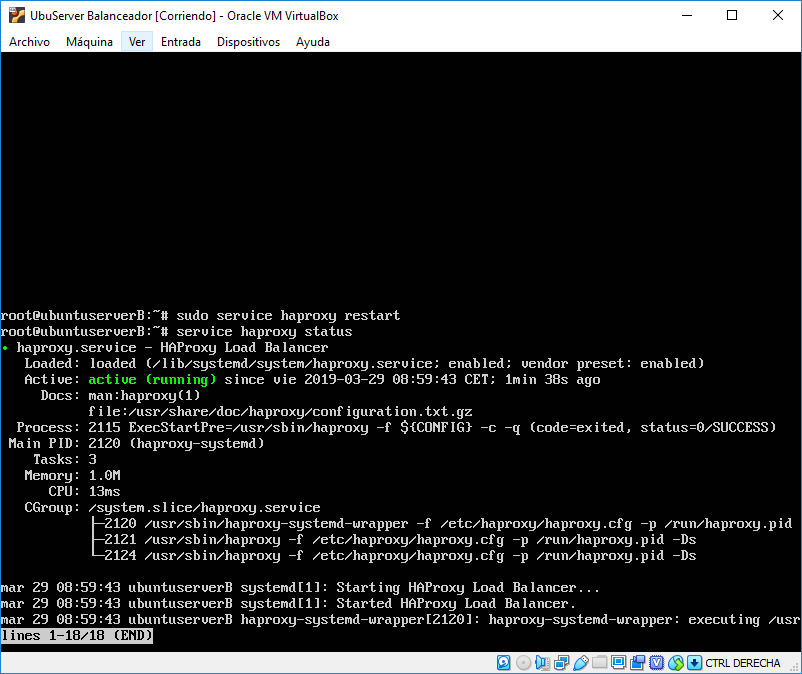 UbuServer Balanceador [Corriendo] - Oracle VM VirtualBox
Archivo Máquina Ver Entrada Dispositivos Ayuda
root@ubuntuserverB:~# sudo service haproxy restart
root@ubuntuserverB:~# service haproxy status
● haproxy.service - HAProxy Load Balancer
   Loaded: loaded (/lib/systemd/system/haproxy.service; enabled; vendor preset: enabled)
   Active: active (running) since vie 2019-03-29 08:59:43 CET; 1min 38s ago
     Docs: man:haproxy(1)
           file:/usr/share/doc/haproxy/configuration.txt.gz
  Process: 2115 ExecStartPre=/usr/sbin/haproxy -f ${CONFIG} -c -q (code=exited, status=0/SUCCESS)
 Main PID: 2120 (haproxy-systemd)
    Tasks: 3
   Memory: 1.0M
      CPU: 13ms
   CGroup: /system.slice/haproxy.service
           ├─2120 /usr/sbin/haproxy-systemd-wrapper -f /etc/haproxy/haproxy.cfg -p /run/haproxy.pid
           ├─2121 /usr/sbin/haproxy -f /etc/haproxy/haproxy.cfg -p /run/haproxy.pid -Ds
           └─2124 /usr/sbin/haproxy -f /etc/haproxy/haproxy.cfg -p /run/haproxy.pid -Ds
mar 29 08:59:43 ubuntuserverB systemd[1]: Starting HAProxy Load Balancer...
mar 29 08:59:43 ubuntuserverB systemd[1]: Started HAProxy Load Balancer.
mar 29 08:59:43 ubuntuserverB haproxy-systemd-wrapper[2120]: haproxy-systemd-wrapper: executing /usr
lines 1-18/18 (END)
CTRL DERECHA